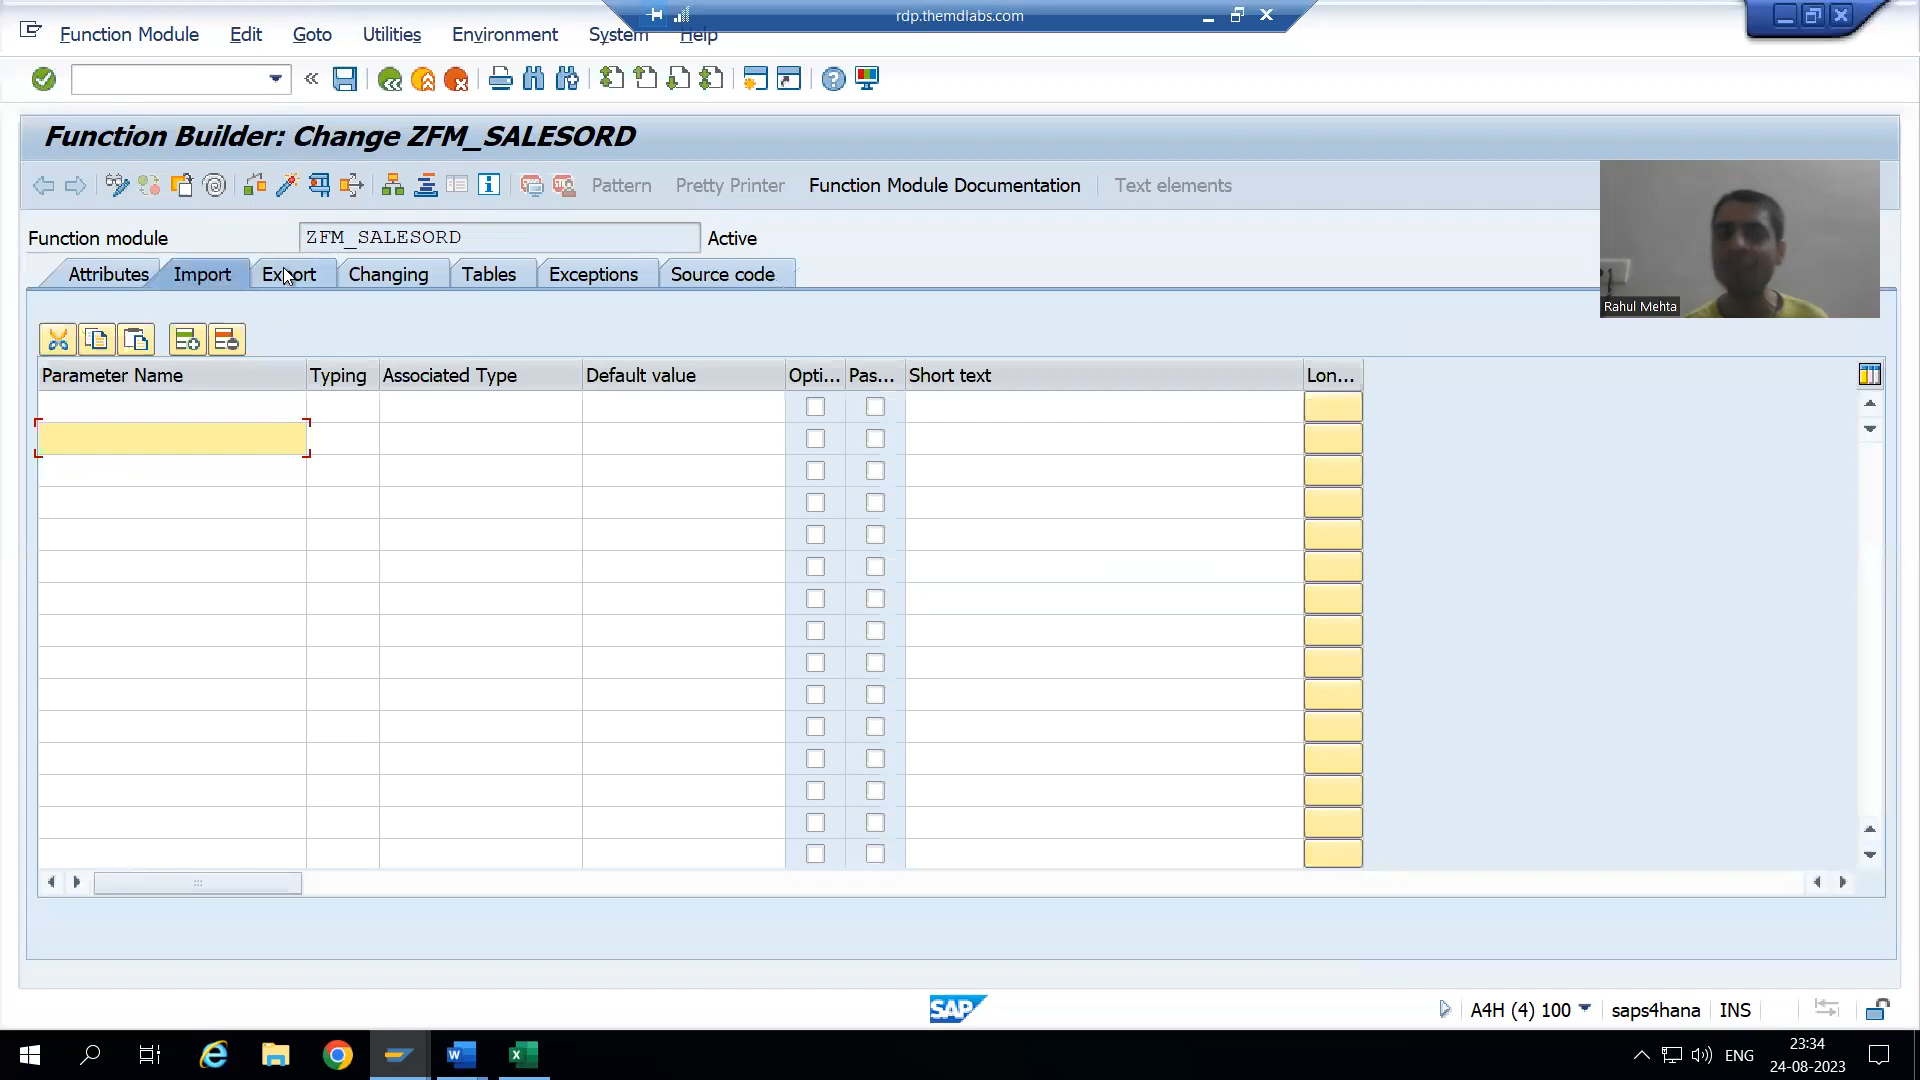 rdp.themdlabs.com
Function Module Edit Goto Utilities Environment System Help
Function Builder: Change ZFM_SALESORD
Pattern Pretty Printer Function Module Documentation Text elements
Function module ZFM_SALESORD Active
Attributes Import Export Changing Tables Exceptions Source code
Rahul Mehta
Parameter Name Typing Associated Type Default value Opti... Pas... Short text Lon...
SAP A4H (4) 100 saps4hana INS
ENG 23:34
24-08-2023